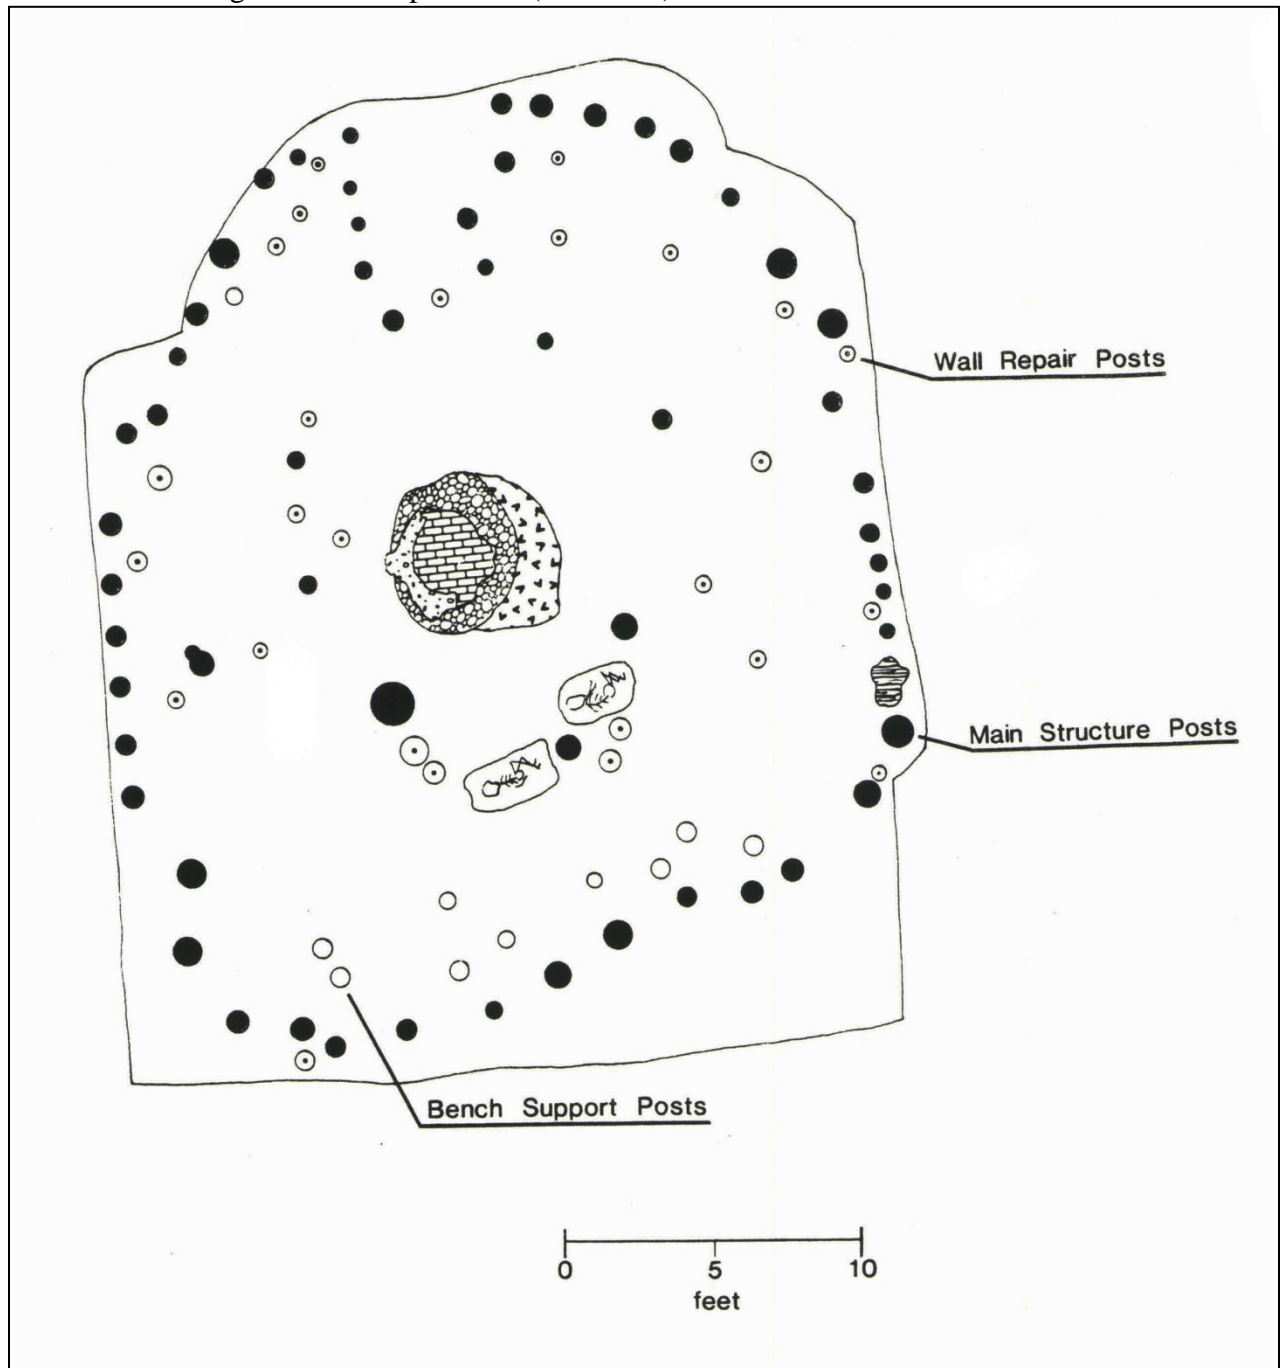 Wall Repair Posts
Main Structure Posts
Bench Support Posts
0 5 10
feet